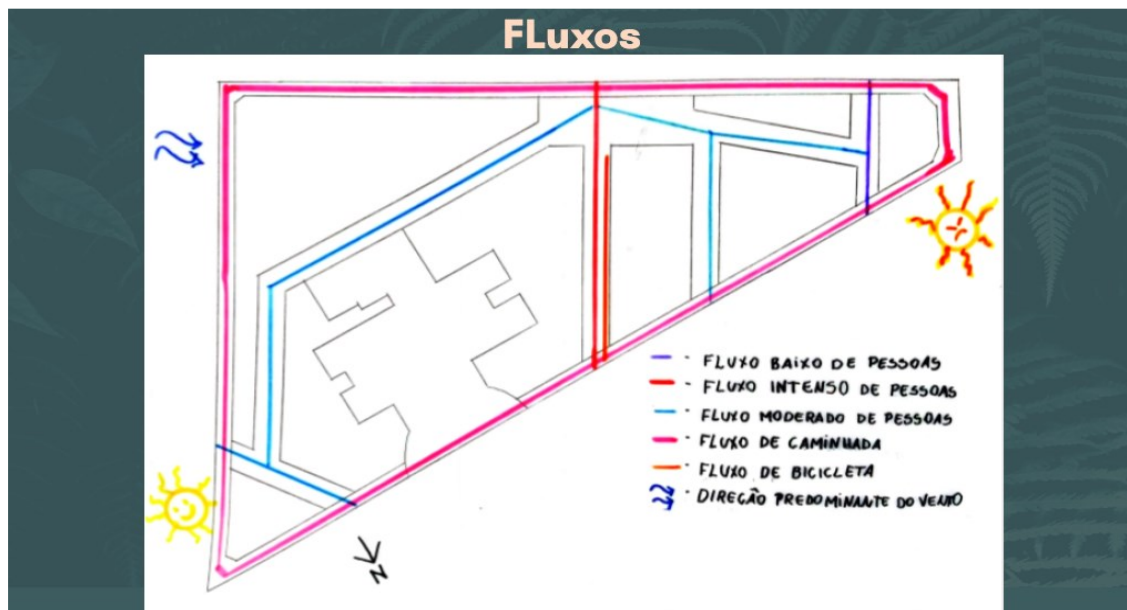 FLuxos
- FLUXO BAIXO DE PESSOAS
- FLUXO INTENSO DE PESSOAS
- FLUXO MODERADO DE PESSOAS
- FLUXO DE CAMINHADA
- FLUXO DE BICICLETA
- DIREÇÃO PREDOMINANTE DO VENTO
N